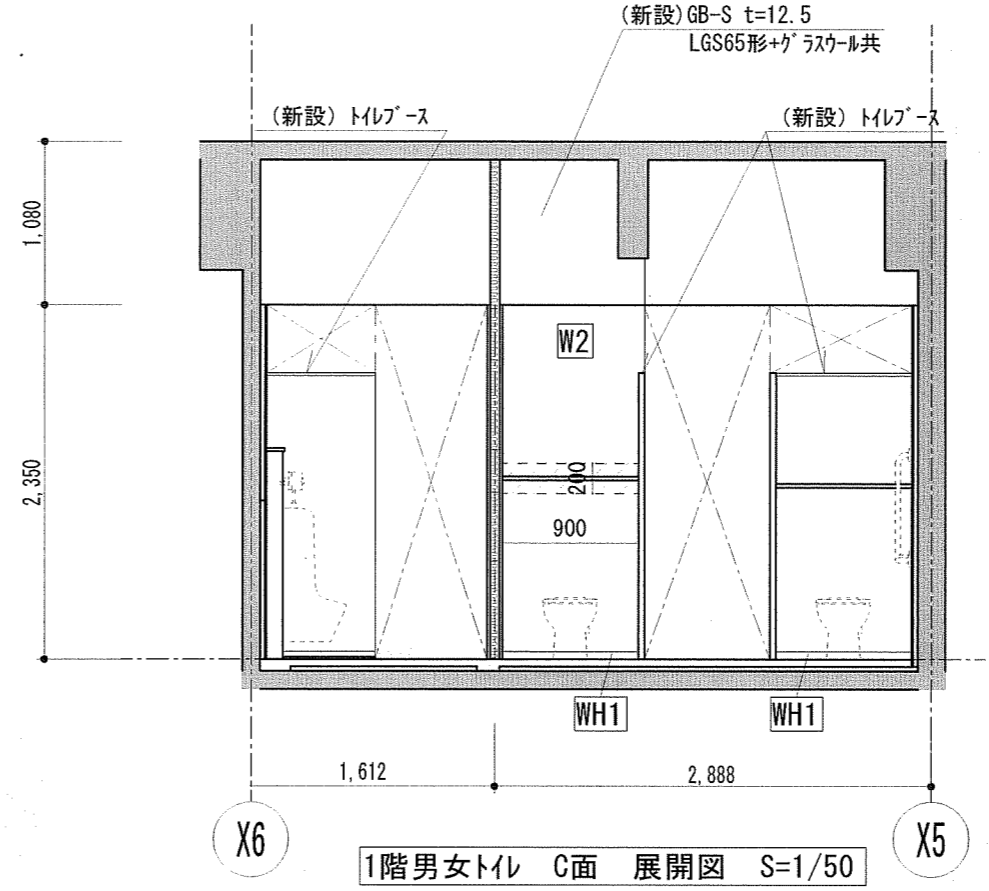 (新設)GB-S t=12.5
LGS65形+グラスウール共
(新設) トイレブース
(新設) トイレブース
1,080
W2
2,350
200
900
WH1
WH1
1,612
2,888
X6
X5
1階男女トイレ C面 展開図 S=1/50